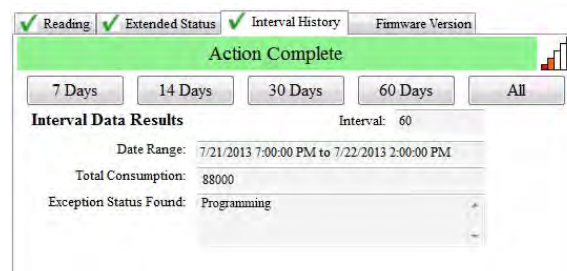 Reading Extended Status Interval History Firmware Version
Action Complete
7 Days 14 Days 30 Days 60 Days All
Interval Data Results Interval: 60
Date Range: 7/21/2013 7:00:00 PM to 7/22/2013 2:00:00 PM
Total Consumption: 88000
Exception Status Found: Programming